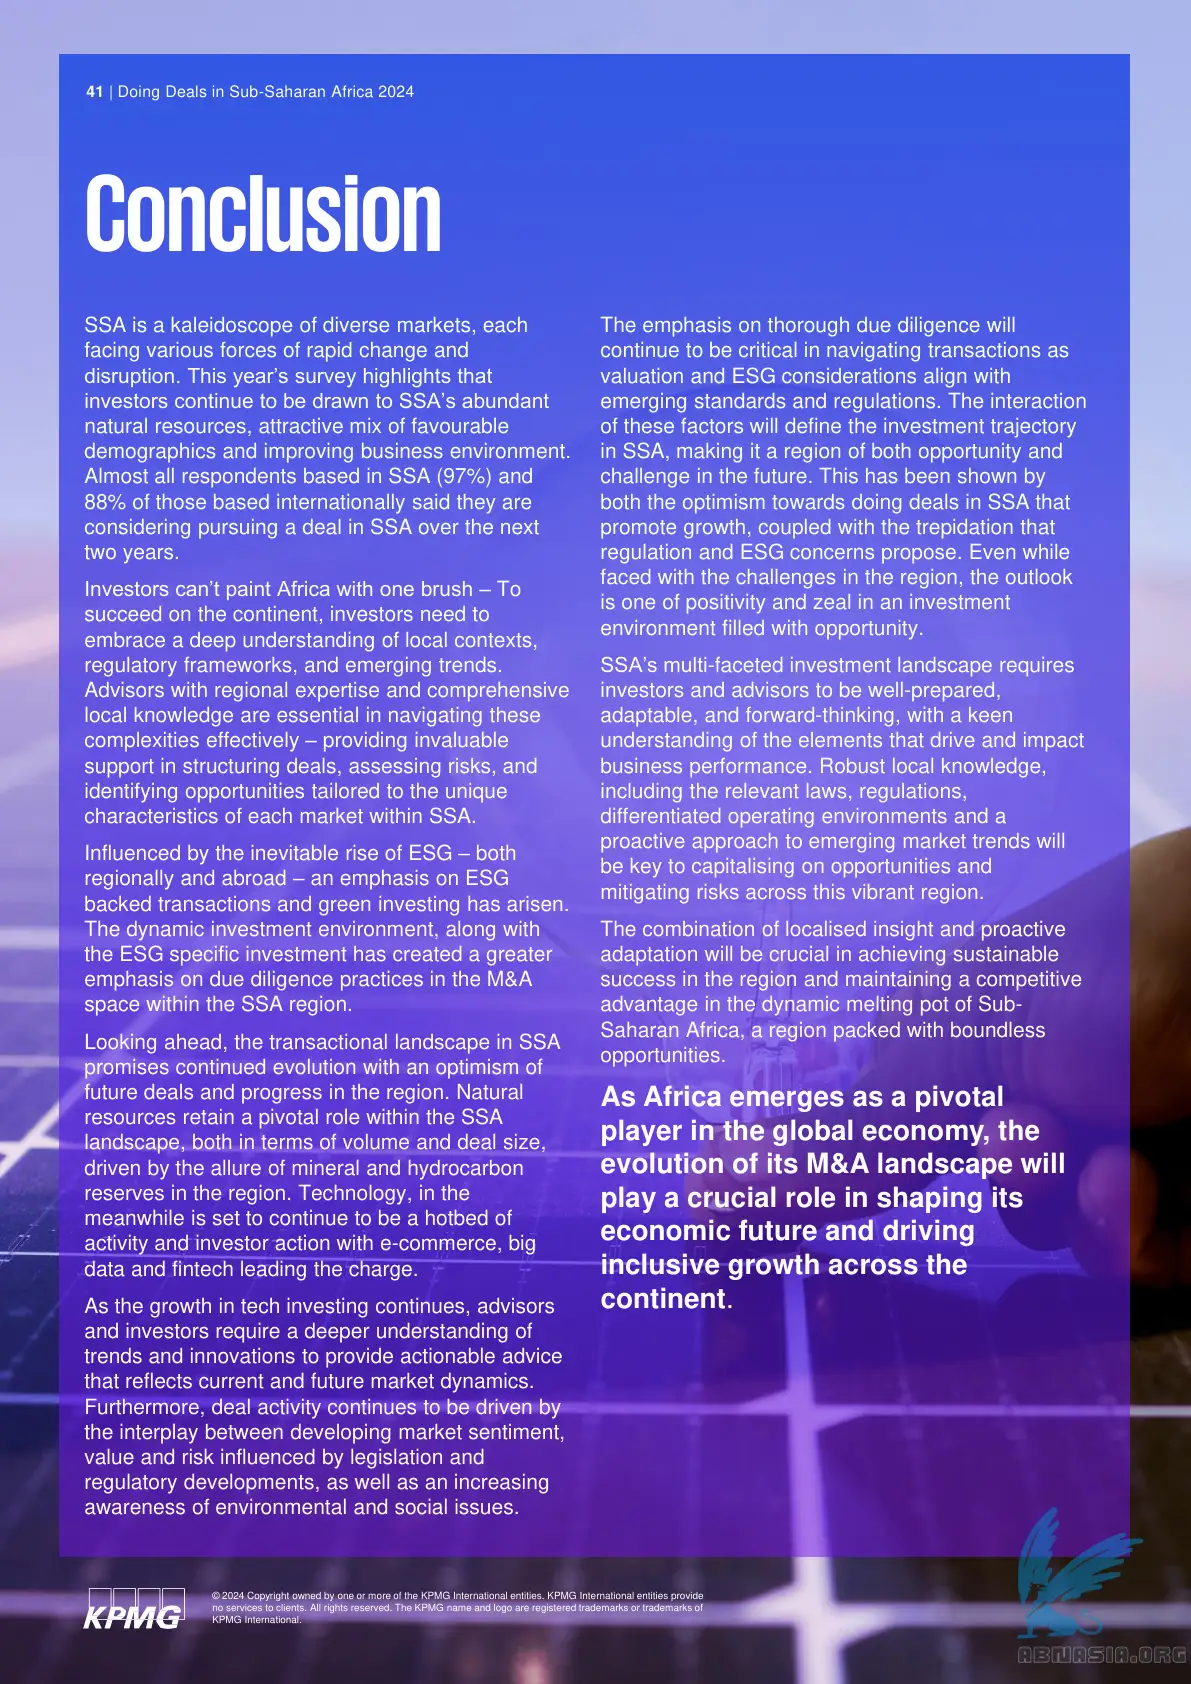 41 | Doing Deals in Sub-Saharan Africa 2024
Conclusion
SSA is a kaleidoscope of diverse markets, each
facing various forces of rapid change and
disruption. This year's survey highlights that
investors continue to be drawn to SSA's abundant
natural resources, attractive mix of favourable
demographics and improving business environment.
Almost all respondents based in SSA (97%) and
88% of those based internationally said they are
considering pursuing a deal in SSA over the next
two years.
Investors can't paint Africa with one brush – To
succeed on the continent, investors need to
embrace a deep understanding of local contexts,
regulatory frameworks, and emerging trends.
Advisors with regional expertise and comprehensive
local knowledge are essential in navigating these
complexities effectively – providing invaluable
support in structuring deals, assessing risks, and
identifying opportunities tailored to the unique
characteristics of each market within SSA.
Influenced by the inevitable rise of ESG – both
regionally and abroad – an emphasis on ESG
backed transactions and green investing has arisen.
The dynamic investment environment, along with
the ESG specific investment has created a greater
emphasis on due diligence practices in the M&A
space within the SSA region.
Looking ahead, the transactional landscape in SSA
promises continued evolution with an optimism of
future deals and progress in the region. Natural
resources retain a pivotal role within the SSA
landscape, both in terms of volume and deal size,
driven by the allure of mineral and hydrocarbon
reserves in the region. Technology, in the
meanwhile is set to continue to be a hotbed of
activity and investor action with e-commerce, big
data and fintech leading the charge.
As the growth in tech investing continues, advisors
and investors require a deeper understanding of
trends and innovations to provide actionable advice
that reflects current and future market dynamics.
Furthermore, deal activity continues to be driven by
the interplay between developing market sentiment,
value and risk influenced by legislation and
regulatory developments, as well as an increasing
awareness of environmental and social issues.
The emphasis on thorough due diligence will
continue to be critical in navigating transactions as
valuation and ESG considerations align with
emerging standards and regulations. The interaction
of these factors will define the investment trajectory
in SSA, making it a region of both opportunity and
challenge in the future. This has been shown by
both the optimism towards doing deals in SSA that
promote growth, coupled with the trepidation that
regulation and ESG concerns propose. Even while
faced with the challenges in the region, the outlook
is one of positivity and zeal in an investment
environment filled with opportunity.
SSA's multi-faceted investment landscape requires
investors and advisors to be well-prepared,
adaptable, and forward-thinking, with a keen
understanding of the elements that drive and impact
business performance. Robust local knowledge,
including the relevant laws, regulations,
differentiated operating environments and a
proactive approach to emerging market trends will
be key to capitalising on opportunities and
mitigating risks across this vibrant region.
The combination of localised insight and proactive
adaptation will be crucial in achieving sustainable
success in the region and maintaining a competitive
advantage in the dynamic melting pot of Sub-
Saharan Africa, a region packed with boundless
opportunities.
As Africa emerges as a pivotal
player in the global economy, the
evolution of its M&A landscape will
play a crucial role in shaping its
economic future and driving
inclusive growth across the
continent.
KPMG
© 2024 Copyright owned by one or more of the KPMG International entities. KPMG International entities provide
no services to clients. All rights reserved. The KPMG name and logo are registered trademarks or trademarks of
KPMG International.
ABNASIA.ORG